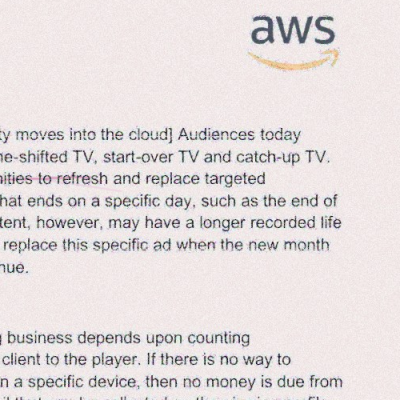 aws
ty moves into the cloud] Audiences today
ne-shifted TV, start-over TV and catch-up TV.
nities to refresh and replace targeted
hat ends on a specific day, such as the end of
tent, however, may have a longer recorded life
replace this specific ad when the new month
nue.
g business depends upon counting
client to the player. If there is no way to
n a specific device, then no money is due from